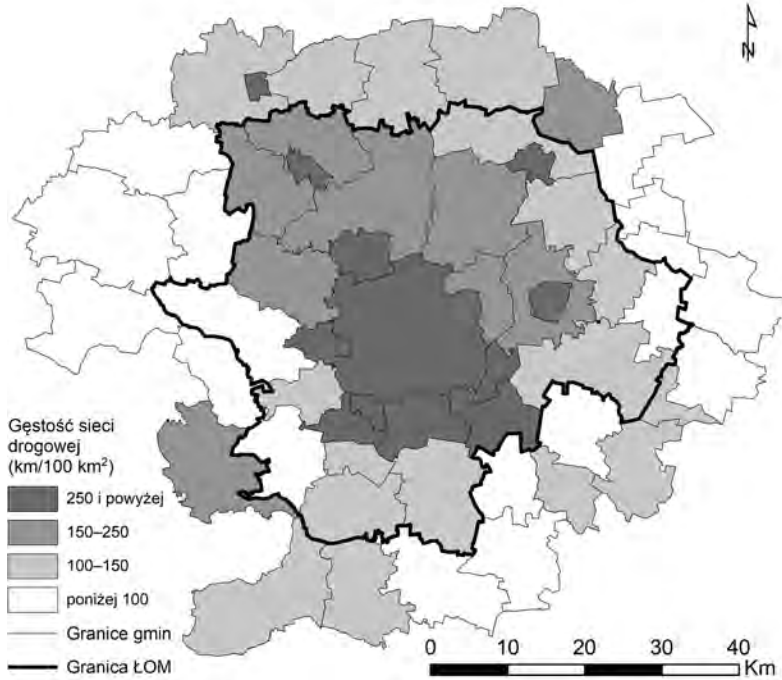 N
Gęstość sieci
drogowej
(km/100 km²)
250 i powyżej
150–250
100–150
poniżej 100
Granice gmin
Granica ŁOM
0 10 20 30 40
Km